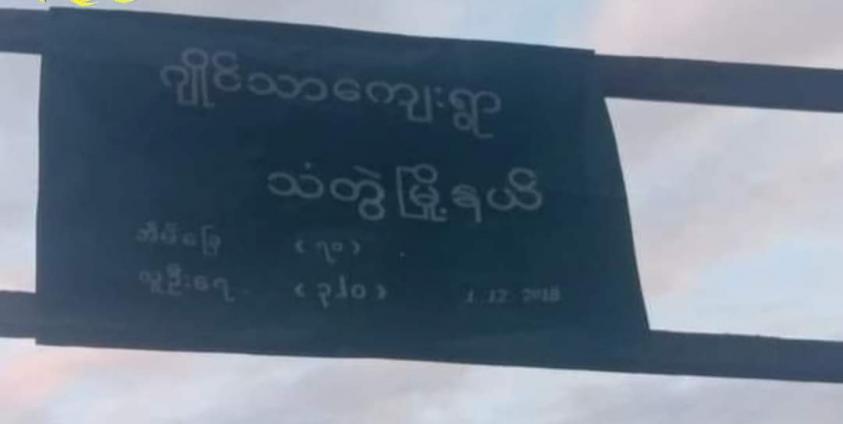 ဂျိုင်သာကျေးရွာ
သံတွဲမြို့နယ်
အိမ်ခြေ (၇၀)
လူဦးရေ (၃၂၀) 1.12.2018